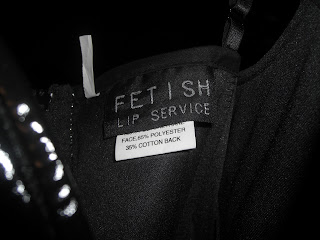 FETISH
LIP SERVICE
FACE.65% POLYESTER
35% COTTON BACK